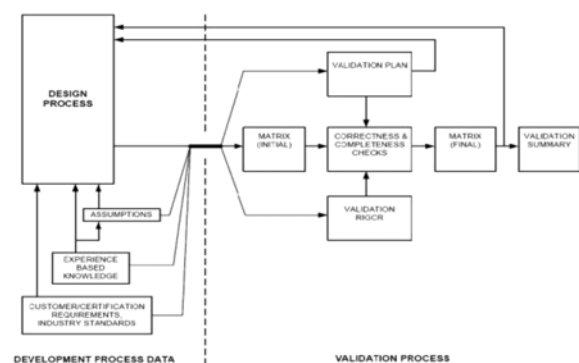 DESIGN
PROCESS
ASSUMPTIONS
EXPERIENCE
BASED
KNOWLEDGE
CUSTOMER/CERTIFICATION
REQUIREMENTS,
INDUSTRY STANDARDS
DEVELOPMENT PROCESS DATA
VALIDATION PLAN
MATRIX
(INITIAL)
CORRECTNESS &
COMPLETENESS
CHECKS
MATRIX
(FINAL)
VALIDATION
SUMMARY
VALIDATION
RIGCR
VALIDATION PROCESS